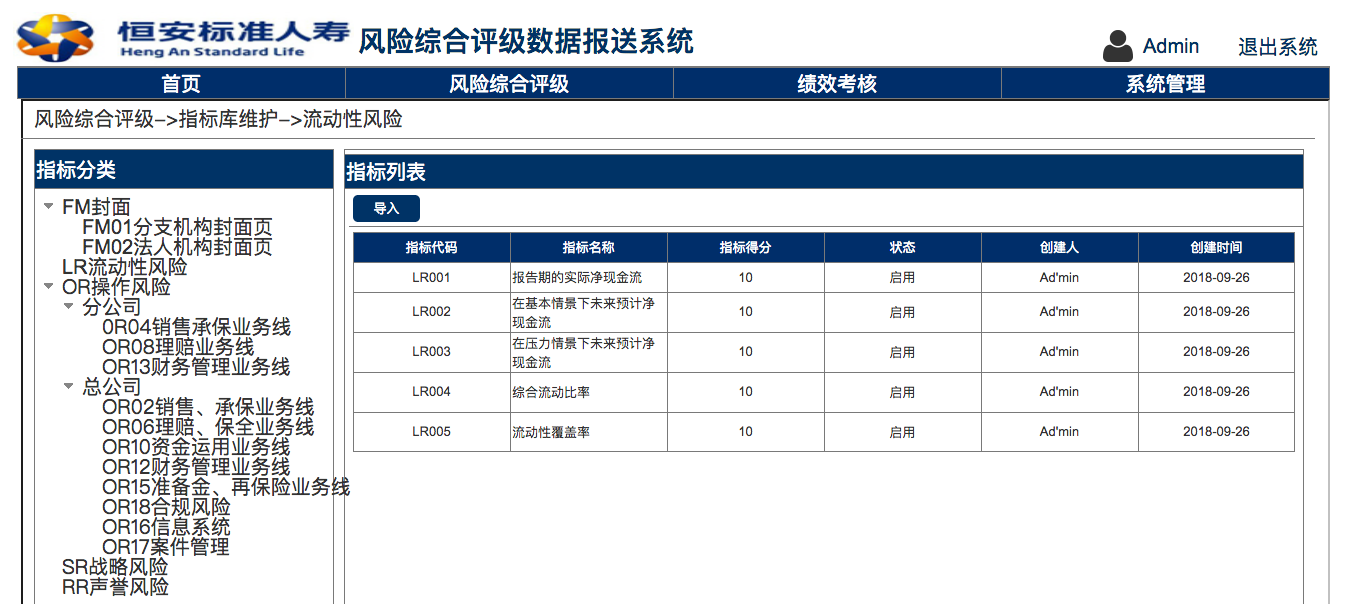 恒安标准人寿
Heng An Standard Life
风险综合评级数据报送系统
Admin
退出系统
首页 风险综合评级 绩效考核 系统管理
风险综合评级–>指标库维护–>流动性风险
指标分类
FM封面
FM01分支机构封面页
FM02法人机构封面页
LR流动性风险
OR操作风险
分公司
0R04销售承保业务线
OR08理赔业务线
OR13财务管理业务线
总公司
OR02销售、承保业务线
OR06理赔、保全业务线
OR10资金运用业务线
OR12财务管理业务线
OR15准备金、再保险业务线
OR18合规风险
OR16信息系统
OR17案件管理
SR战略风险
RR声誉风险
指标列表
导入
指标代码 指标名称 指标得分 状态 创建人 创建时间
LR001 报告期的实际净现金流 10 启用 Ad'min 2018-09-26
LR002 在基本情景下未来预计净 10 启用 Ad'min 2018-09-26
现金流
LR003 在压力情景下未来预计净 10 启用 Ad'min 2018-09-26
现金流
LR004 综合流动比率 10 启用 Ad'min 2018-09-26
LR005 流动性覆盖率 10 启用 Ad'min 2018-09-26